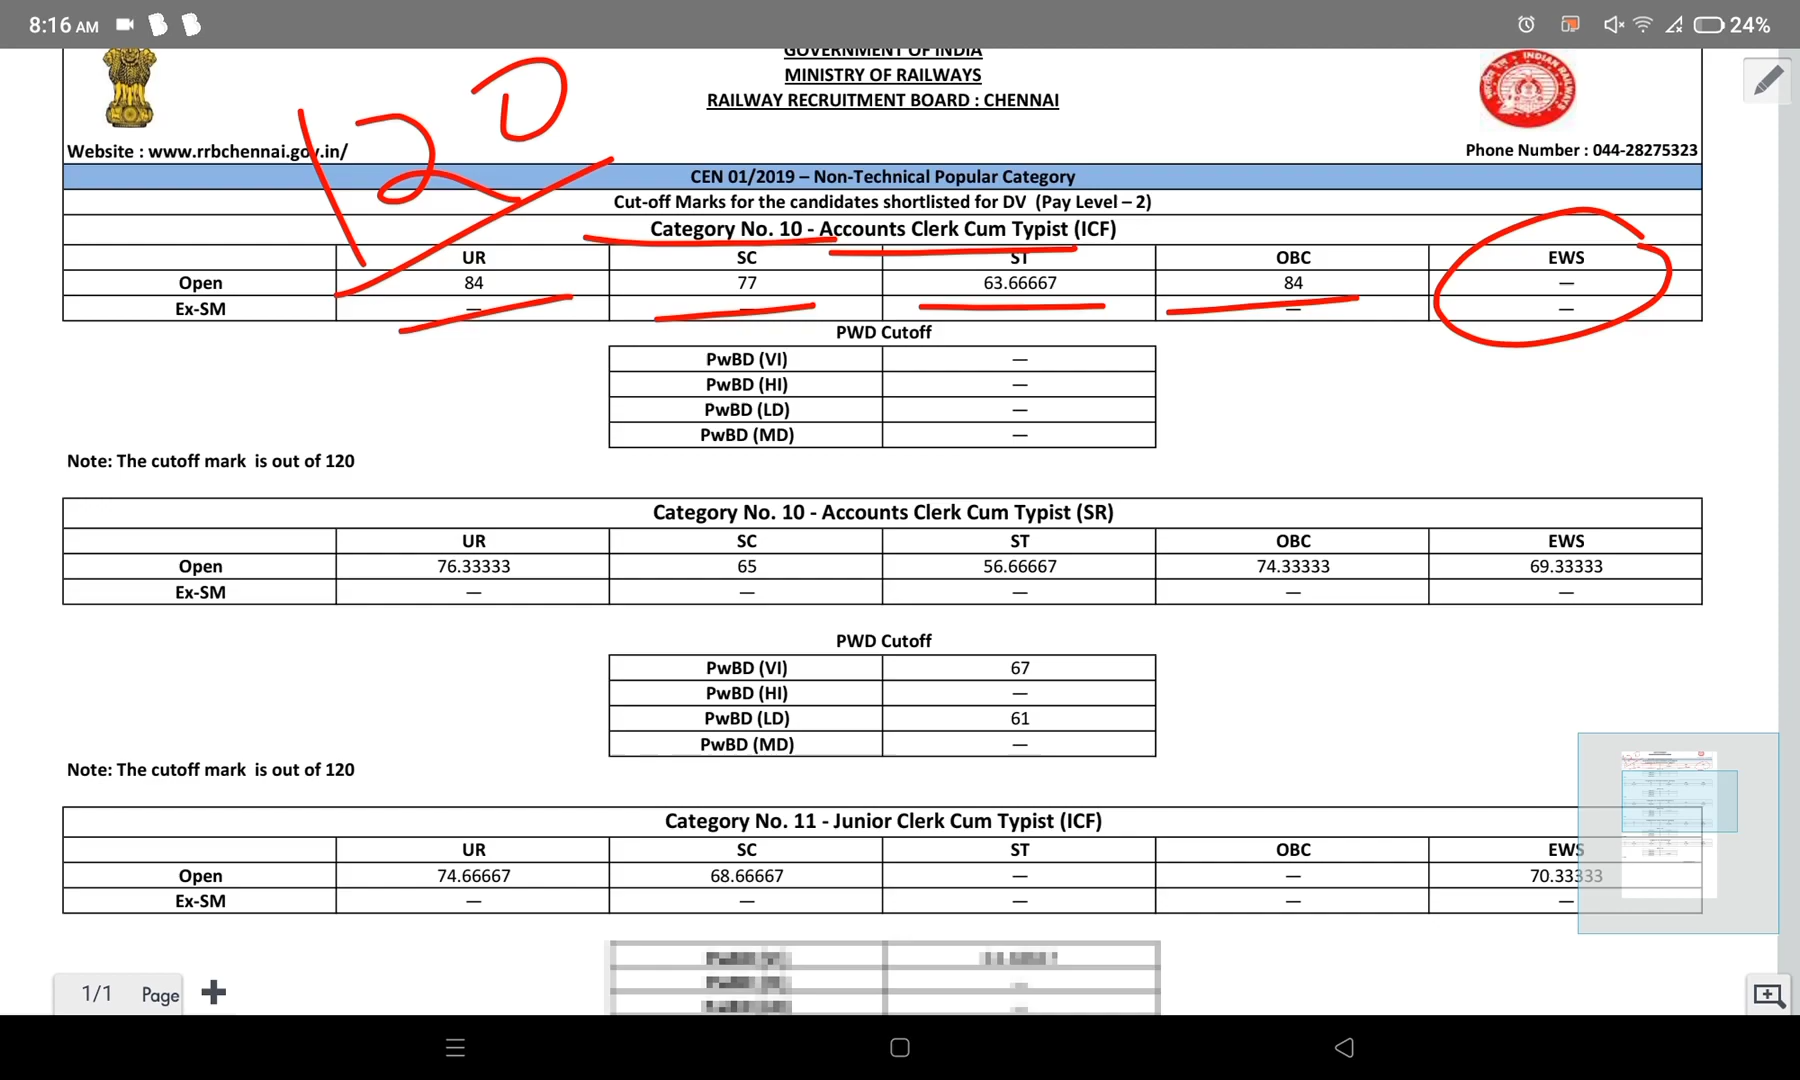 8:16 AM
24%
GOVERNMENT OF INDIA
MINISTRY OF RAILWAYS
RAILWAY RECRUITMENT BOARD : CHENNAI
INDIAN RAILWAYS
120
Website : www.rrbchennai.gov.in/ Phone Number : 044-28275323
CEN 01/2019 – Non-Technical Popular Category
Cut-off Marks for the candidates shortlisted for DV (Pay Level – 2)
Category No. 10 - Accounts Clerk Cum Typist (ICF)
UR SC ST OBC EWS
Open 84 77 63.66667 84 —
Ex-SM — — — —
PWD Cutoff
PwBD (VI) —
PwBD (HI) —
PwBD (LD) —
PwBD (MD) —
Note: The cutoff mark is out of 120
Category No. 10 - Accounts Clerk Cum Typist (SR)
UR SC ST OBC EWS
Open 76.33333 65 56.66667 74.33333 69.33333
Ex-SM — — — — —
PWD Cutoff
PwBD (VI) 67
PwBD (HI) —
PwBD (LD) 61
PwBD (MD) —
Note: The cutoff mark is out of 120
Category No. 11 - Junior Clerk Cum Typist (ICF)
UR SC ST OBC EWS
Open 74.66667 68.66667 — — 70.33333
Ex-SM — — — — —
1/1 Page